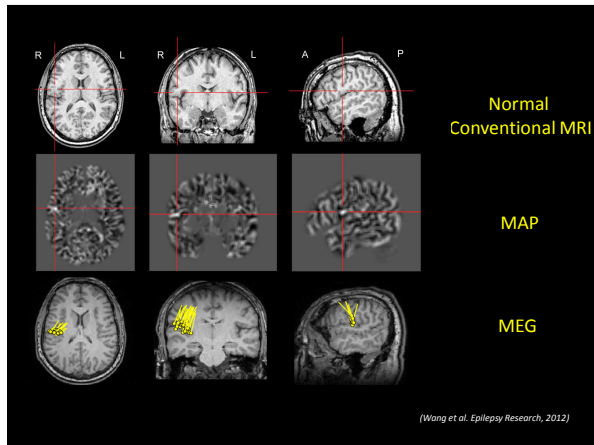 R L R L A P
Normal
Conventional MRI
MAP
MEG
(Wang et al. Epilepsy Research, 2012)